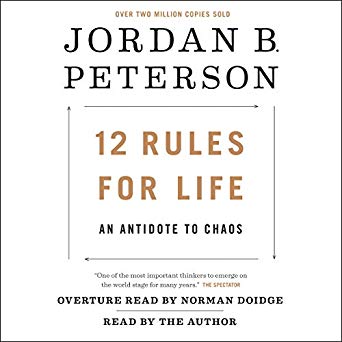 OVER TWO MILLION COPIES SOLD
JORDAN B.
PETERSON
12 RULES
FOR LIFE
AN ANTIDOTE TO CHAOS
"One of the most important thinkers to emerge on
the world stage for many years." THE SPECTATOR
OVERTURE READ BY NORMAN DOIDGE
READ BY THE AUTHOR